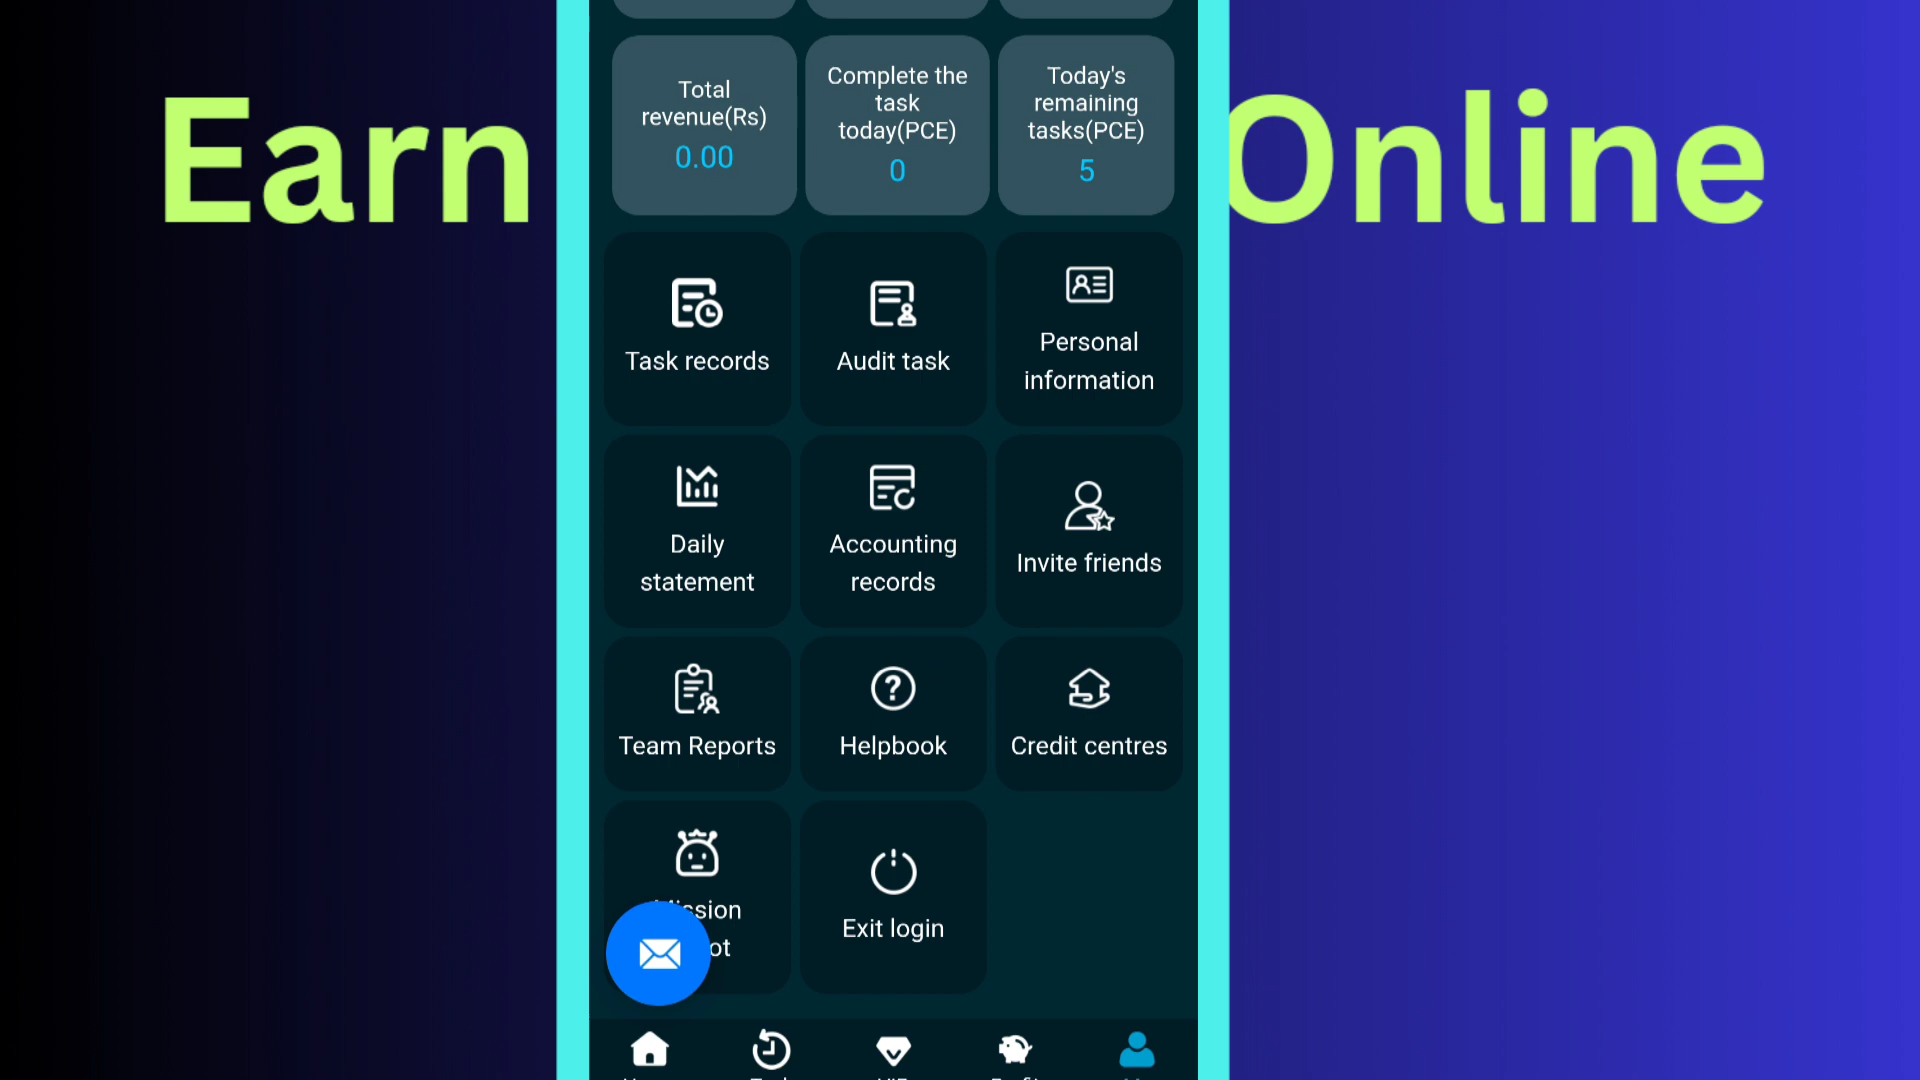 Earn
Online
Total
revenue(Rs)
0.00
Complete the
task
today(PCE)
0
Today's
remaining
tasks(PCE)
5
Task records
Audit task
Personal
information
Daily
statement
Accounting
records
Invite friends
Team Reports
Helpbook
Credit centres
Exit login